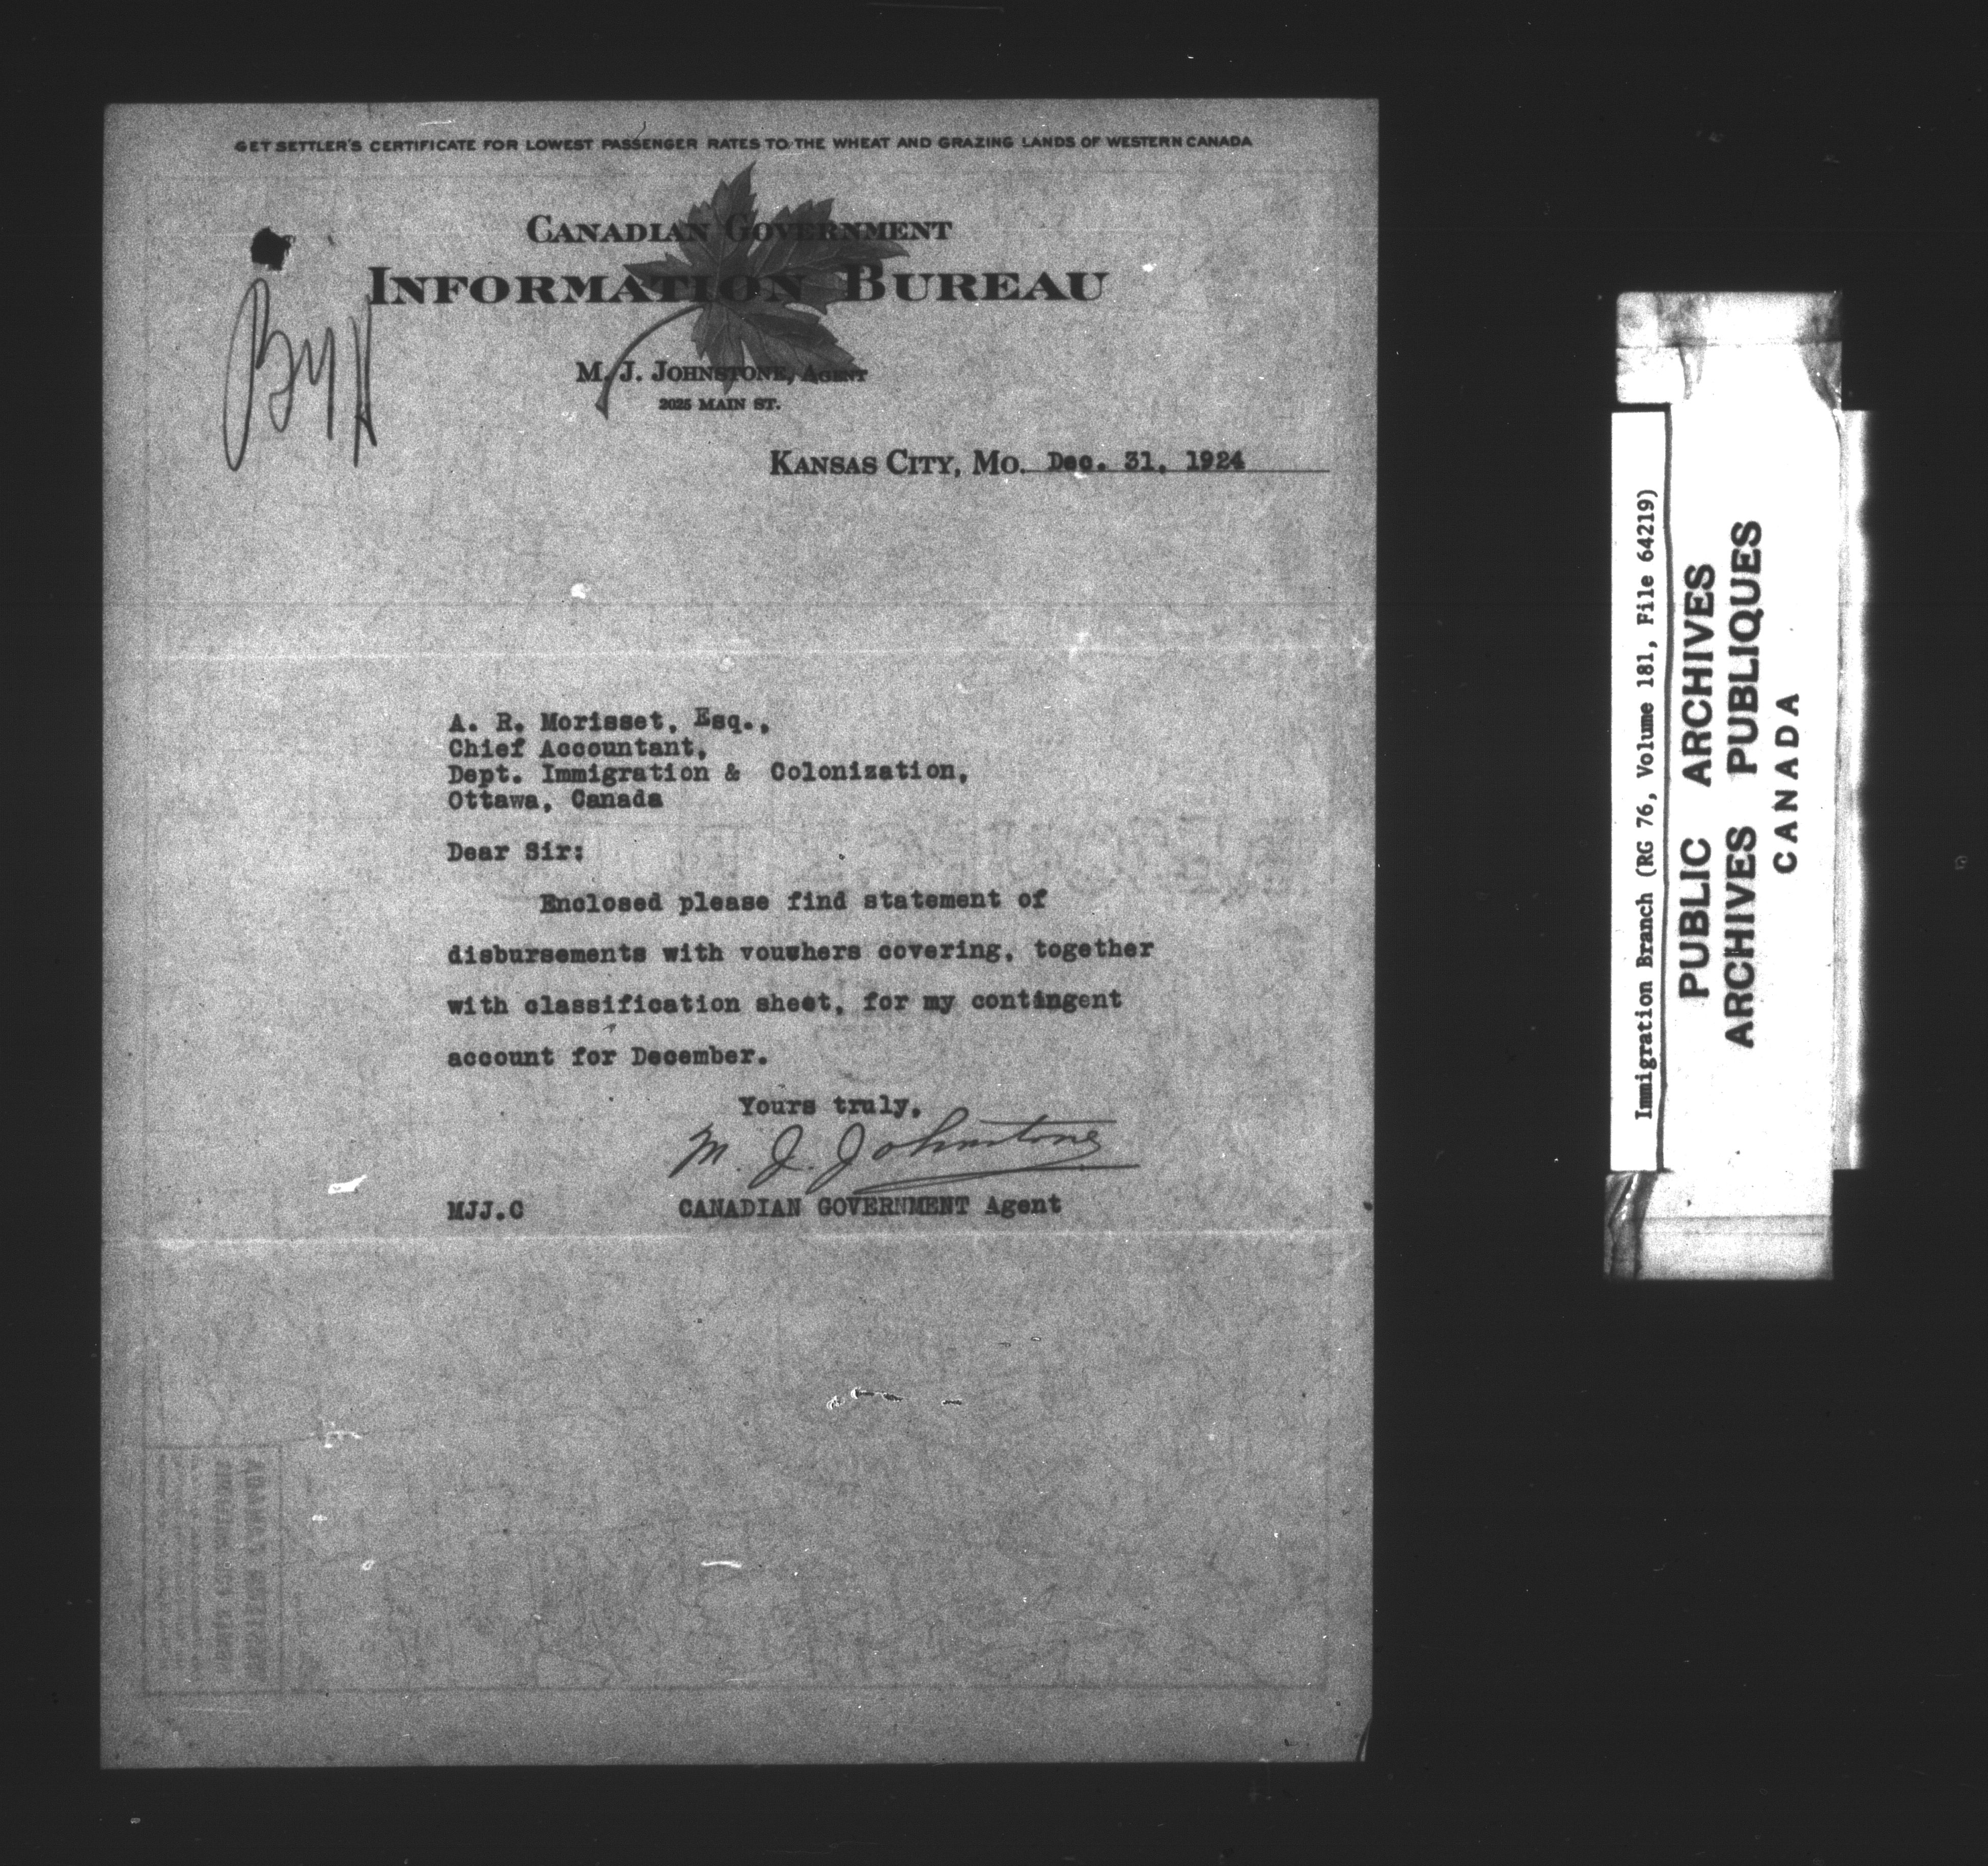 GET SETTLER'S CERTIFICATE FOR LOWEST PASSENGER RATES TO THE WHEAT AND GRAZING LANDS OF WESTERN CANADA
CANADIAN GOVERNMENT
INFORMATION BUREAU
M. J. JOHNSTONE, AGENT
2025 MAIN ST.
KANSAS CITY, MO. Dec. 31, 1924
A. R. Morisset, Esq.,
Chief Accountant,
Dept. Immigration & Colonization,
Ottawa, Canada
Dear Sir:
Enclosed please find statement of
disbursements with vouwhers covering, together
with classification sheet, for my contingent
account for December.
Yours truly,
M. J. Johnstone
MJJ.C CANADIAN GOVERNMENT Agent
Immigration Branch (RG 76, Volume 181, File 64219)
PUBLIC ARCHIVES
ARCHIVES PUBLIQUES
CANADA